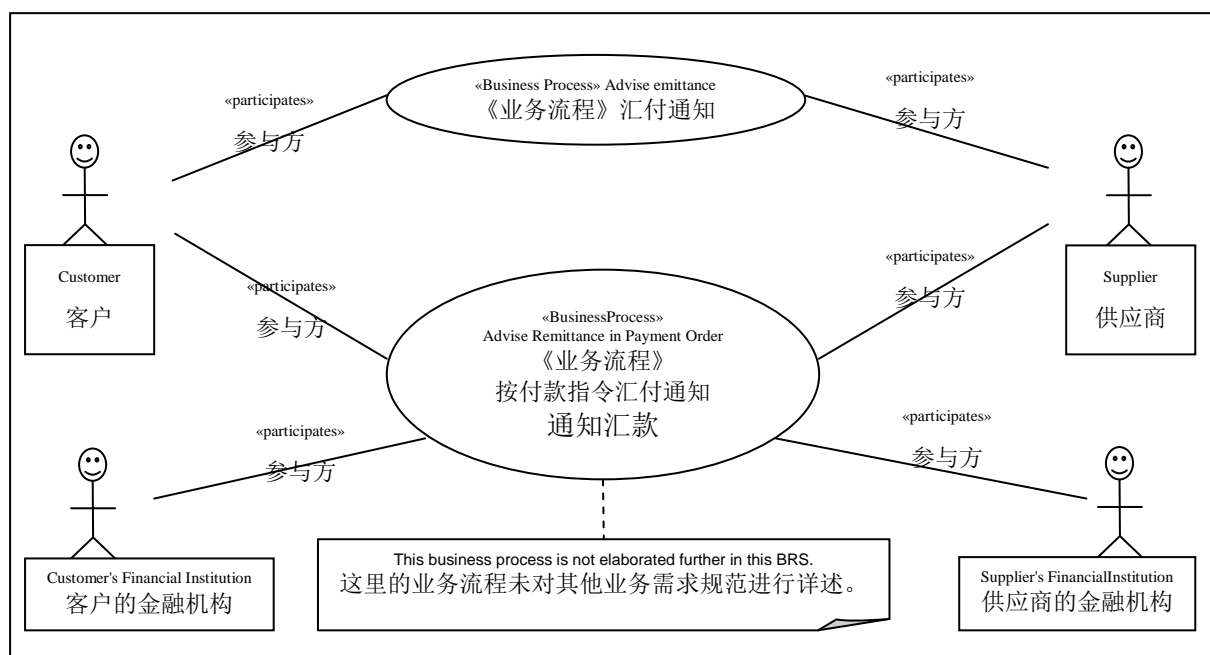 «Business Process» Advise emittance
《业务流程》汇付通知
«participates»
参与方
«participates»
参与方
Customer
客户
Supplier
供应商
«participates»
参与方
«participates»
参与方
«BusinessProcess»
Advise Remittance in Payment Order
《业务流程》
按付款指令汇付通知
通知汇款
«participates»
参与方
«participates»
参与方
Customer's Financial Institution
客户的金融机构
This business process is not elaborated further in this BRS.
这里的业务流程未对其他业务需求规范进行详述。
Supplier's FinancialInstitution
供应商的金融机构